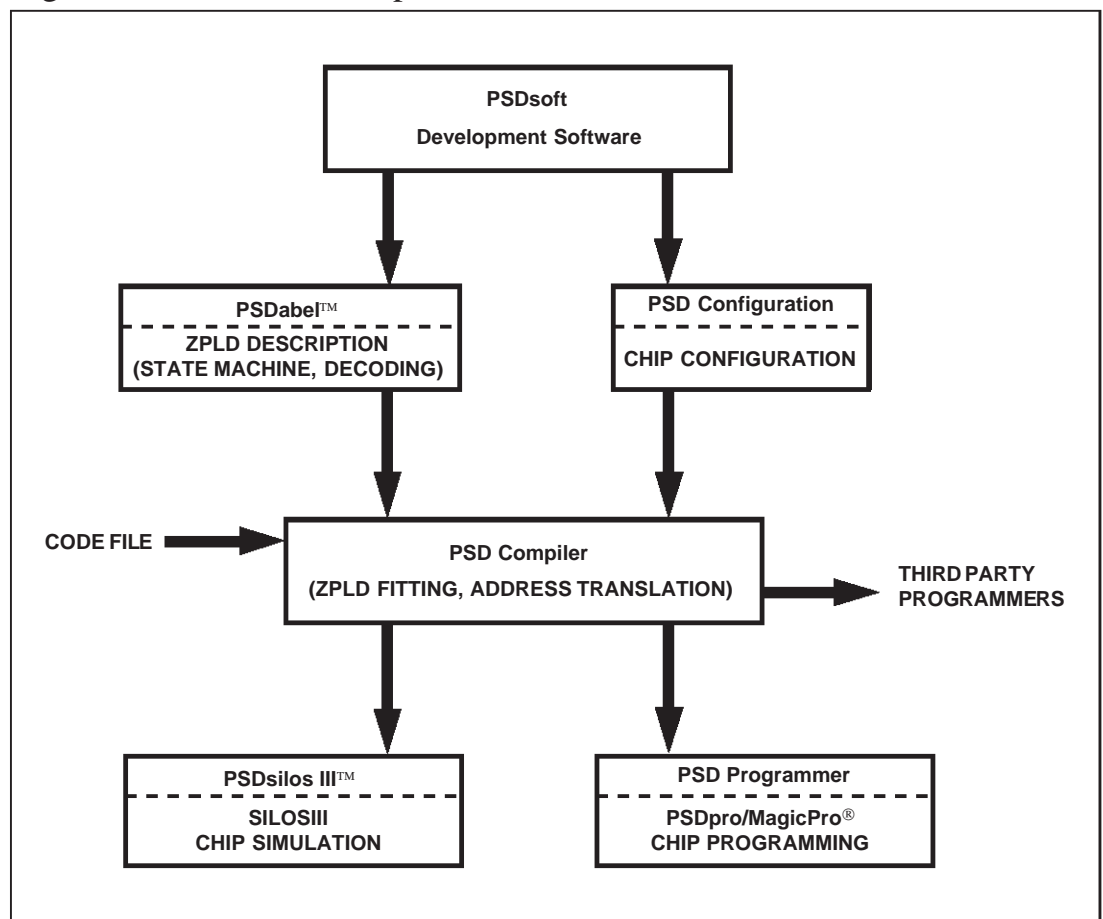 PSDsoft
Development Software
PSDabel™
ZPLD DESCRIPTION
(STATE MACHINE, DECODING)
PSD Configuration
CHIP CONFIGURATION
CODE FILE
PSD Compiler
(ZPLD FITTING, ADDRESS TRANSLATION)
THIRD PARTY
PROGRAMMERS
PSDsilos III™
SILOSIII
CHIP SIMULATION
PSD Programmer
PSDpro/MagicPro®
CHIP PROGRAMMING